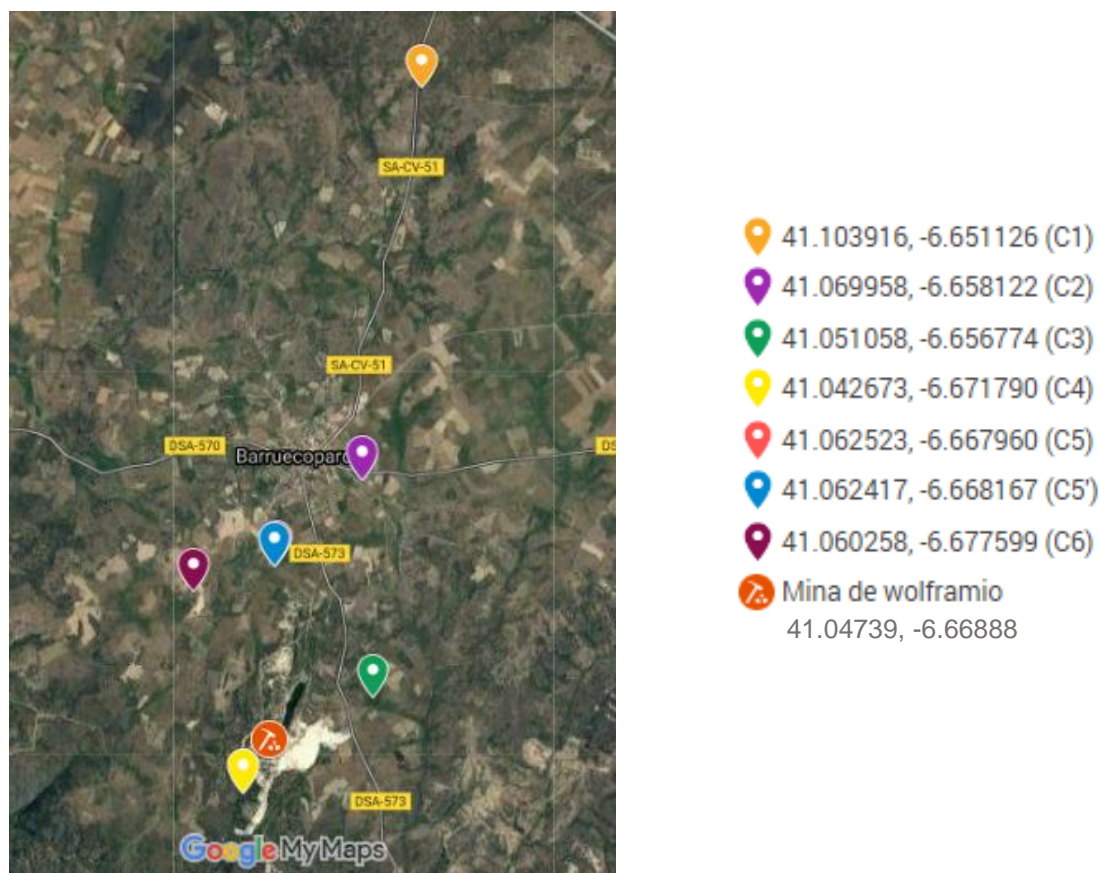 SA-CV-51
SA-CV-51
DSA-570
DS
Barruecopard
DSA-573
DSA-573
Google My Maps
41.103916, -6.651126 (C1)
41.069958, -6.658122 (C2)
41.051058, -6.656774 (C3)
41.042673, -6.671790 (C4)
41.062523, -6.667960 (C5)
41.062417, -6.668167 (C5')
41.060258, -6.677599 (C6)
Mina de wolframio
41.04739, -6.66888